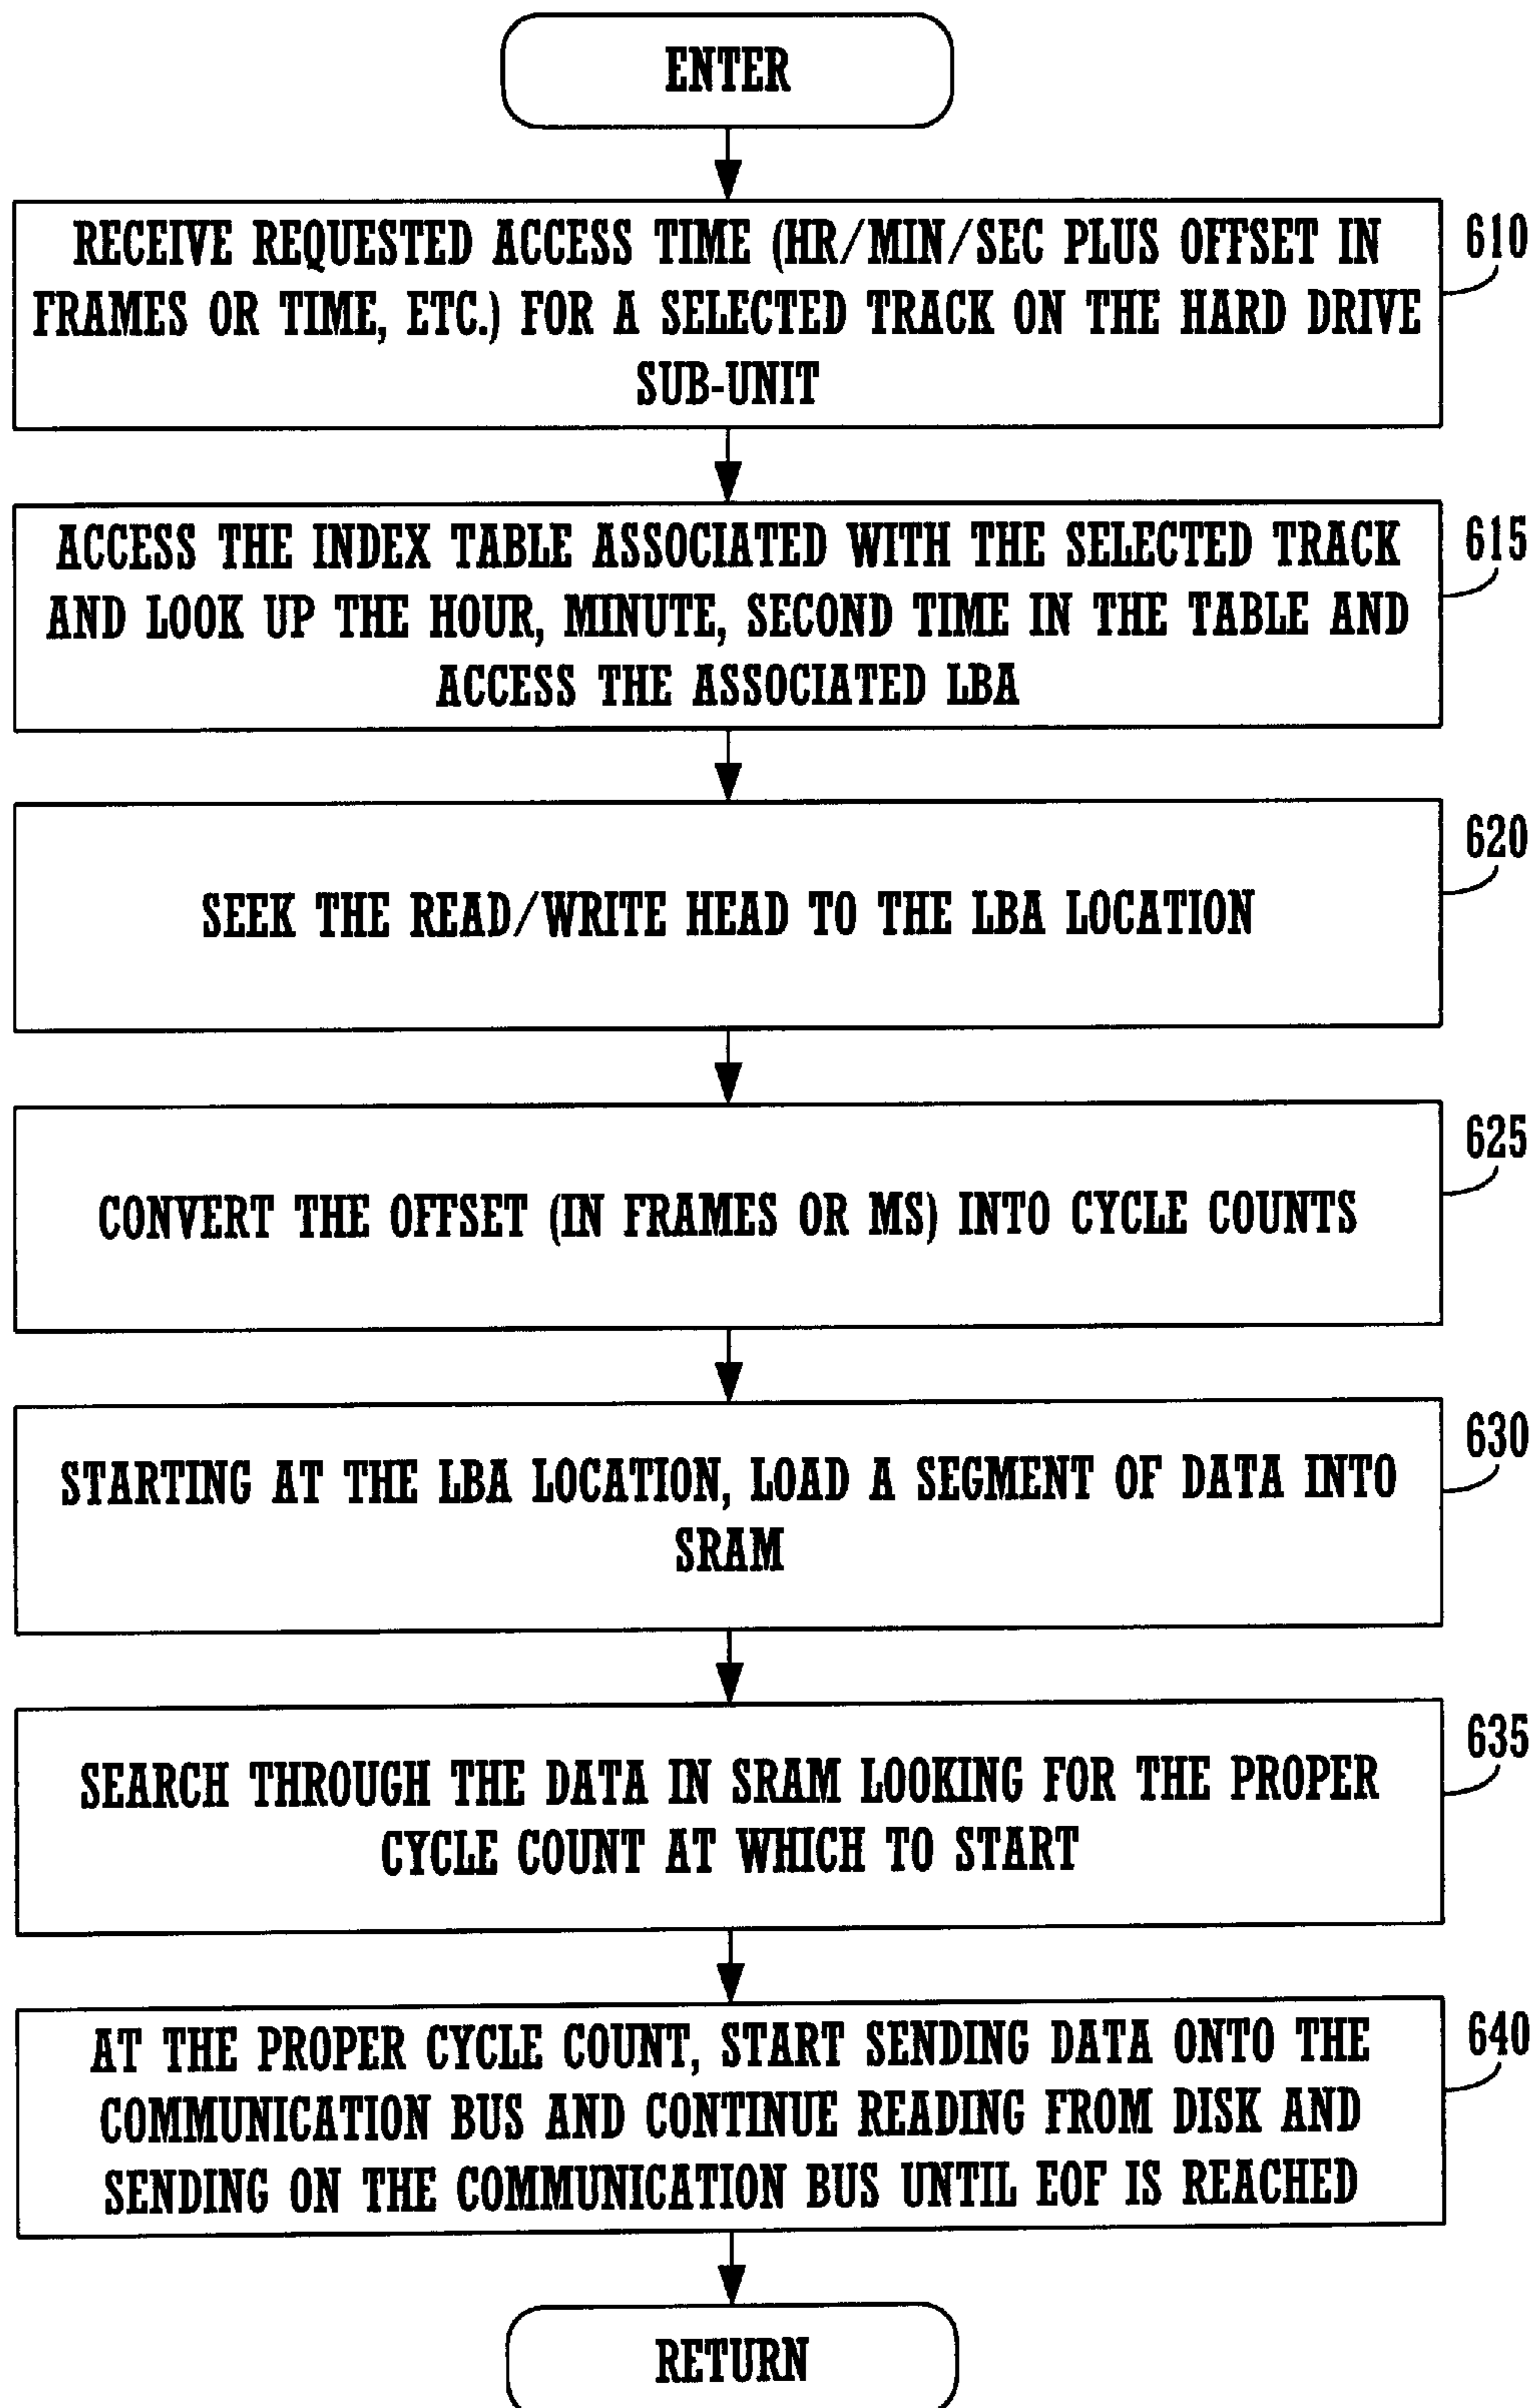 ENTER
RECEIVE REQUESTED ACCESS TIME (HR/MIN/SEC PLUS OFFSET IN
FRAMES OR TIME, ETC.) FOR A SELECTED TRACK ON THE HARD DRIVE
SUB-UNIT
610
ACCESS THE INDEX TABLE ASSOCIATED WITH THE SELECTED TRACK
AND LOOK UP THE HOUR, MINUTE, SECOND TIME IN THE TABLE AND
ACCESS THE ASSOCIATED LBA
615
SEEK THE READ/WRITE HEAD TO THE LBA LOCATION
620
CONVERT THE OFFSET (IN FRAMES OR MS) INTO CYCLE COUNTS
625
STARTING AT THE LBA LOCATION, LOAD A SEGMENT OF DATA INTO
SRAM
630
SEARCH THROUGH THE DATA IN SRAM LOOKING FOR THE PROPER
CYCLE COUNT AT WHICH TO START
635
AT THE PROPER CYCLE COUNT, START SENDING DATA ONTO THE
COMMUNICATION BUS AND CONTINUE READING FROM DISK AND
SENDING ON THE COMMUNICATION BUS UNTIL EOF IS REACHED
640
RETURN